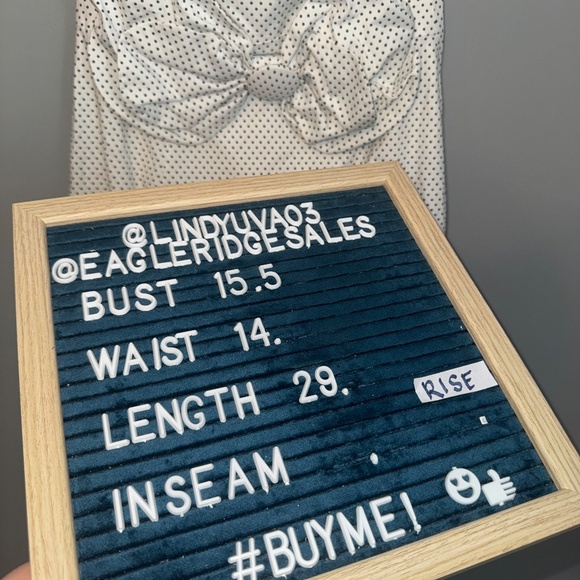 @LINDYUVA03
@EAGLERIDGESALES
BUST 15.5
WAIST 14.
LENGTH 29.
RISE
INSEAM .
#BUYME!